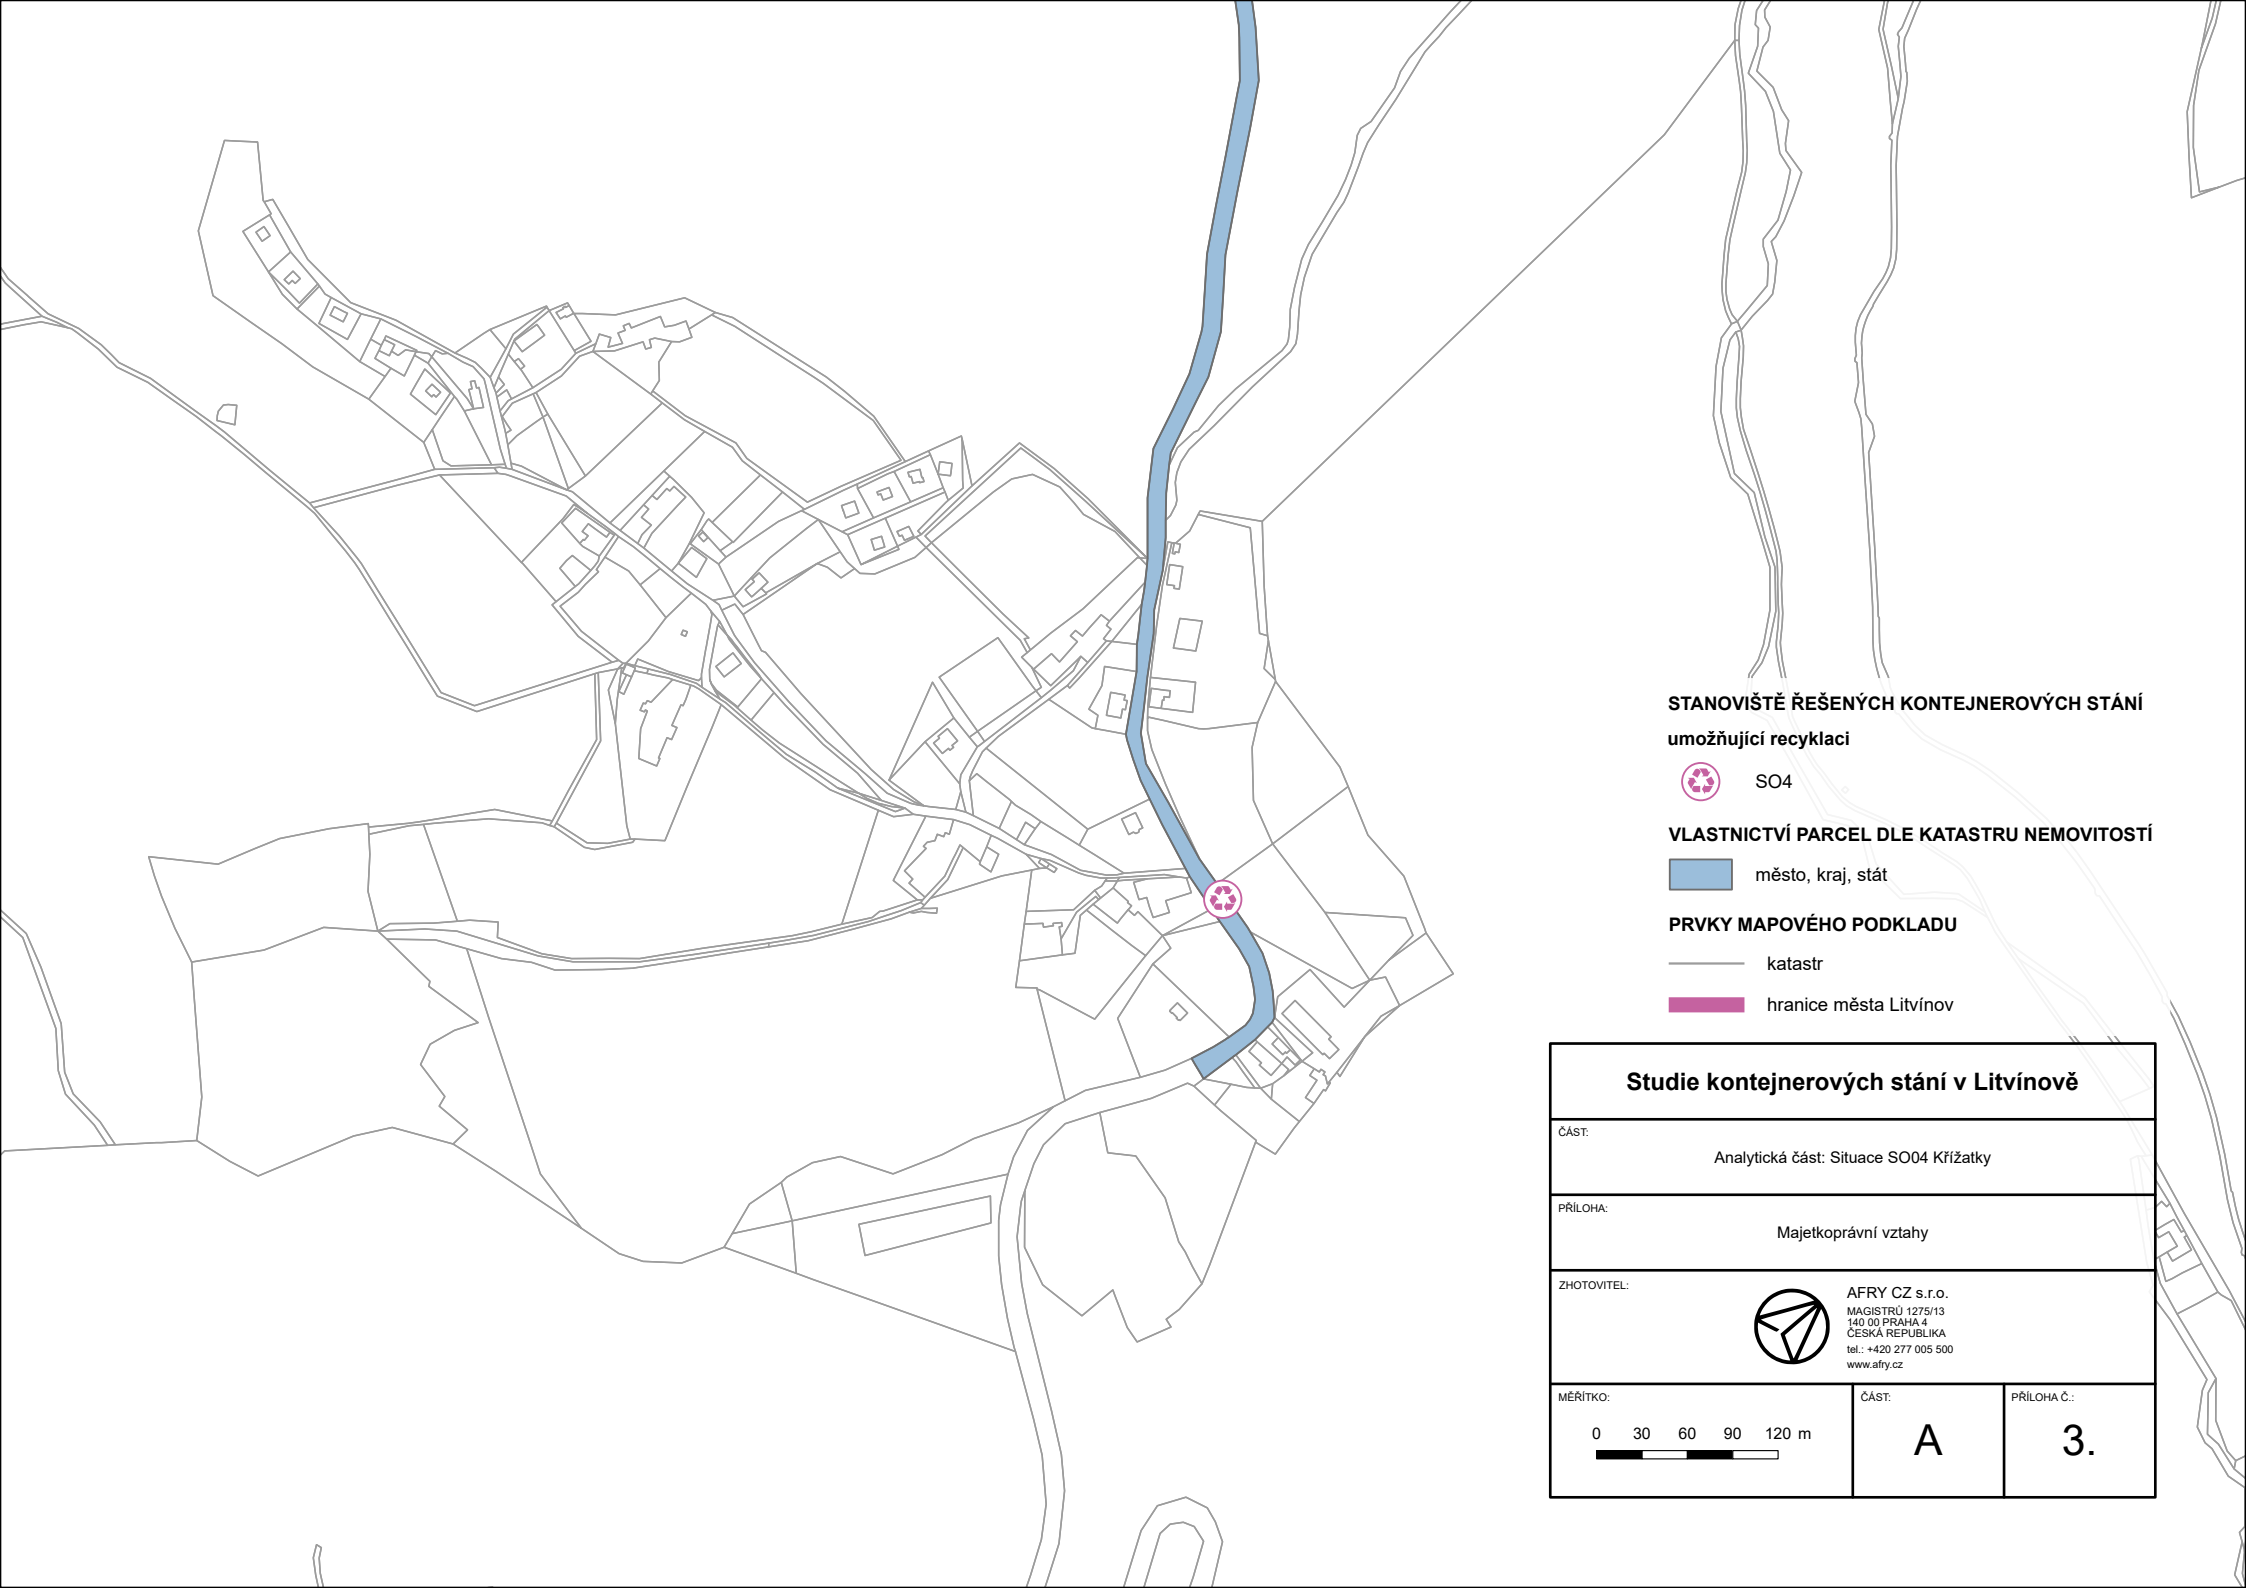 STANOVIŠTĚ ŘEŠENÝCH KONTEJNEROVÝCH STÁNÍ
umožňující recyklaci
SO4
VLASTNICTVÍ PARCEL DLE KATASTRU NEMOVITOSTÍ
město, kraj, stát
PRVKY MAPOVÉHO PODKLADU
katastr
hranice města Litvínov
Studie kontejnerových stání v Litvínově
ČÁST:
Analytická část: Situace SO04 Křížatky
PŘÍLOHA:
Majetkoprávní vztahy
ZHOTOVITEL:
AFRY CZ s.r.o.
MAGISTRŮ 1275/13
140 00 PRAHA 4
ČESKÁ REPUBLIKA
tel.: +420 277 005 500
www.afry.cz
MĚŘÍTKO:
0 30 60 90 120 m
ČÁST:
A
PŘÍLOHA Č.:
3.